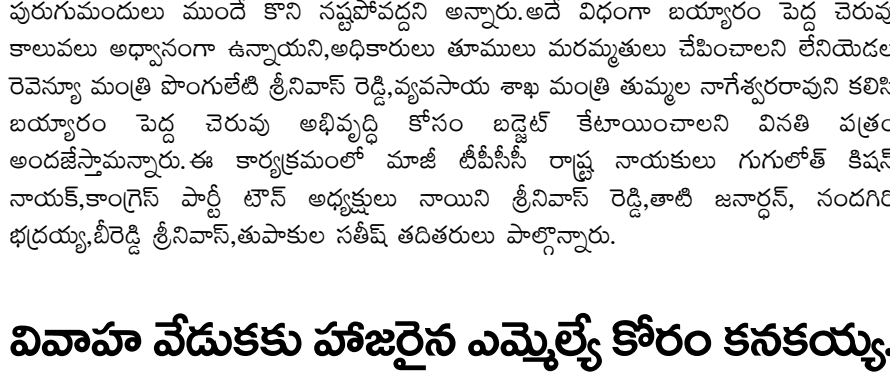 పురుగుమందులు ముందే కొని నష్టపోవద్దని అన్నారు.అదే విధంగా బయ్యారం పెద్ద చెరువు
కాలువలు అధ్వానంగా ఉన్నాయని,అధికారులు తూములు మరమ్మతులు చేపించాలని లేనియెడల
రెవెన్యూ మంత్రి పొంగులేటి శ్రీనివాస్ రెడ్డి,వ్యవసాయ శాఖ మంత్రి తుమ్మల నాగేశ్వరరావుని కలిసి
బయ్యారం పెద్ద చెరువు అభివృద్ధి కోసం బడ్జెట్ కేటాయించాలని వినతి పత్రం
అందజేస్తామన్నారు.ఈ కార్యక్రమంలో మాజీ టీపీసీసీ రాష్ట్ర నాయకులు గుగులోత్ కిషన్
నాయక్,కాంగ్రెస్ పార్టీ టౌన్ అధ్యక్షులు నాయిని శ్రీనివాస్ రెడ్డి,తాటి జనార్ధన్, నందగిరి
భద్రయ్య,బీరెడ్డి శ్రీనివాస్,తుపాకుల సతీష్ తదితరులు పాల్గొన్నారు.
వివాహ వేడుకకు హాజరైన ఎమ్మెల్యే కోరం కనకయ్య.